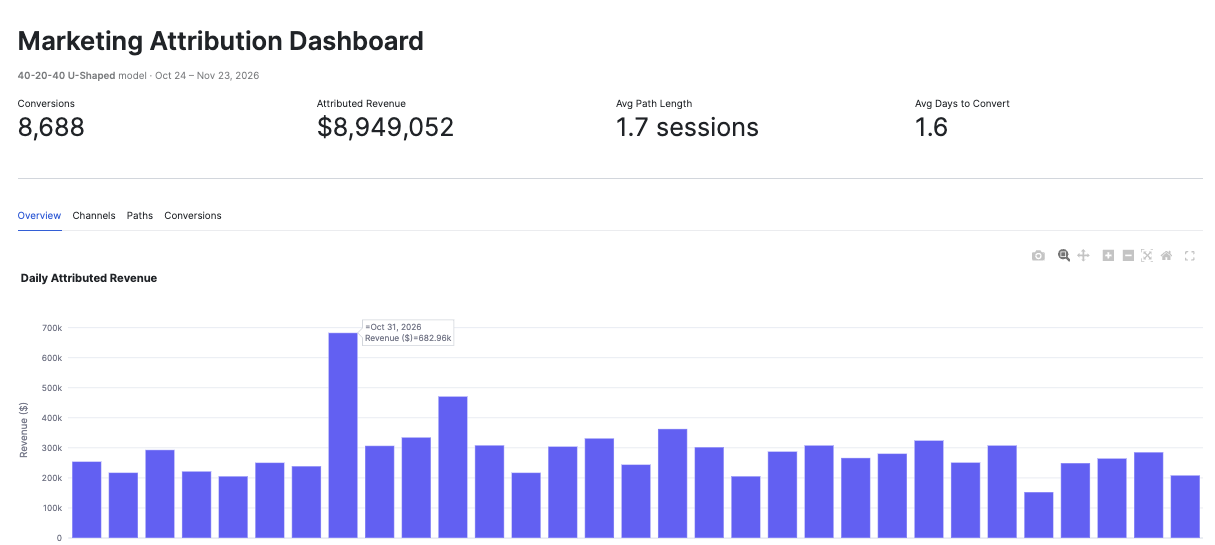 Marketing Attribution Dashboard
40-20-40 U-Shaped model · Oct 24 – Nov 23, 2026
Conversions Attributed Revenue Avg Path Length Avg Days to Convert
8,688 $8,949,052 1.7 sessions 1.6
Overview Channels Paths Conversions
Daily Attributed Revenue
=Oct 31, 2026
Revenue ($)=682.96k
700k
600k
500k
400k
300k
200k
100k
0
Revenue ($)